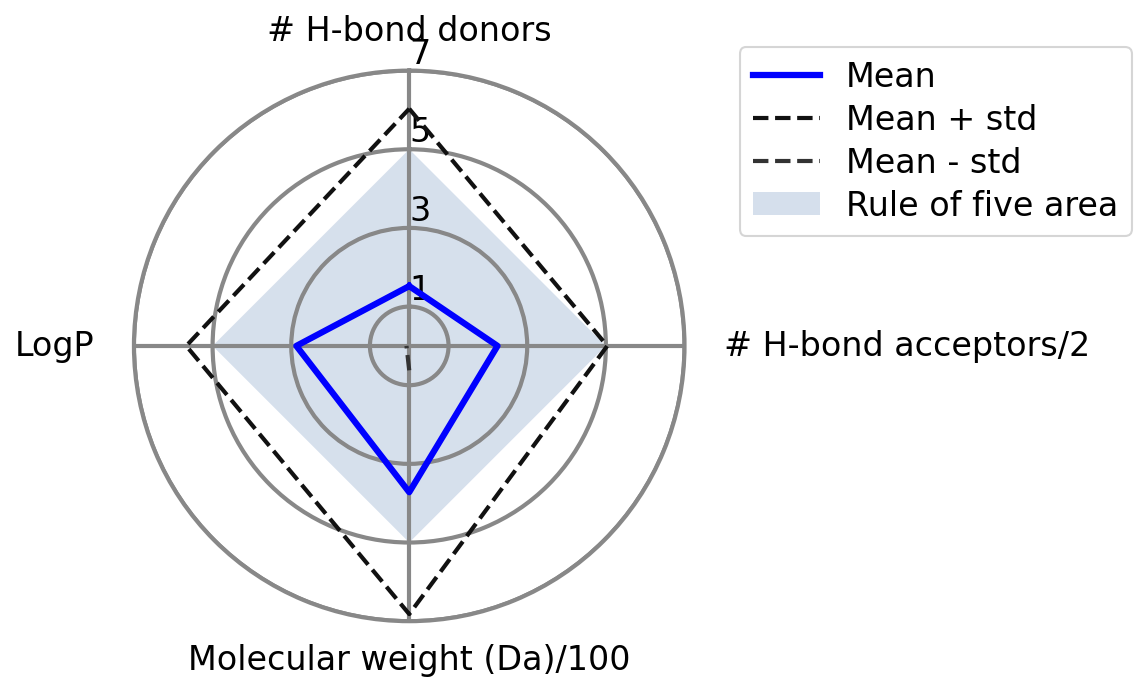 # H-bond donors
7
5
3
1
LogP
# H-bond acceptors/2
Molecular weight (Da)/100
Mean
Mean + std
Mean - std
Rule of five area